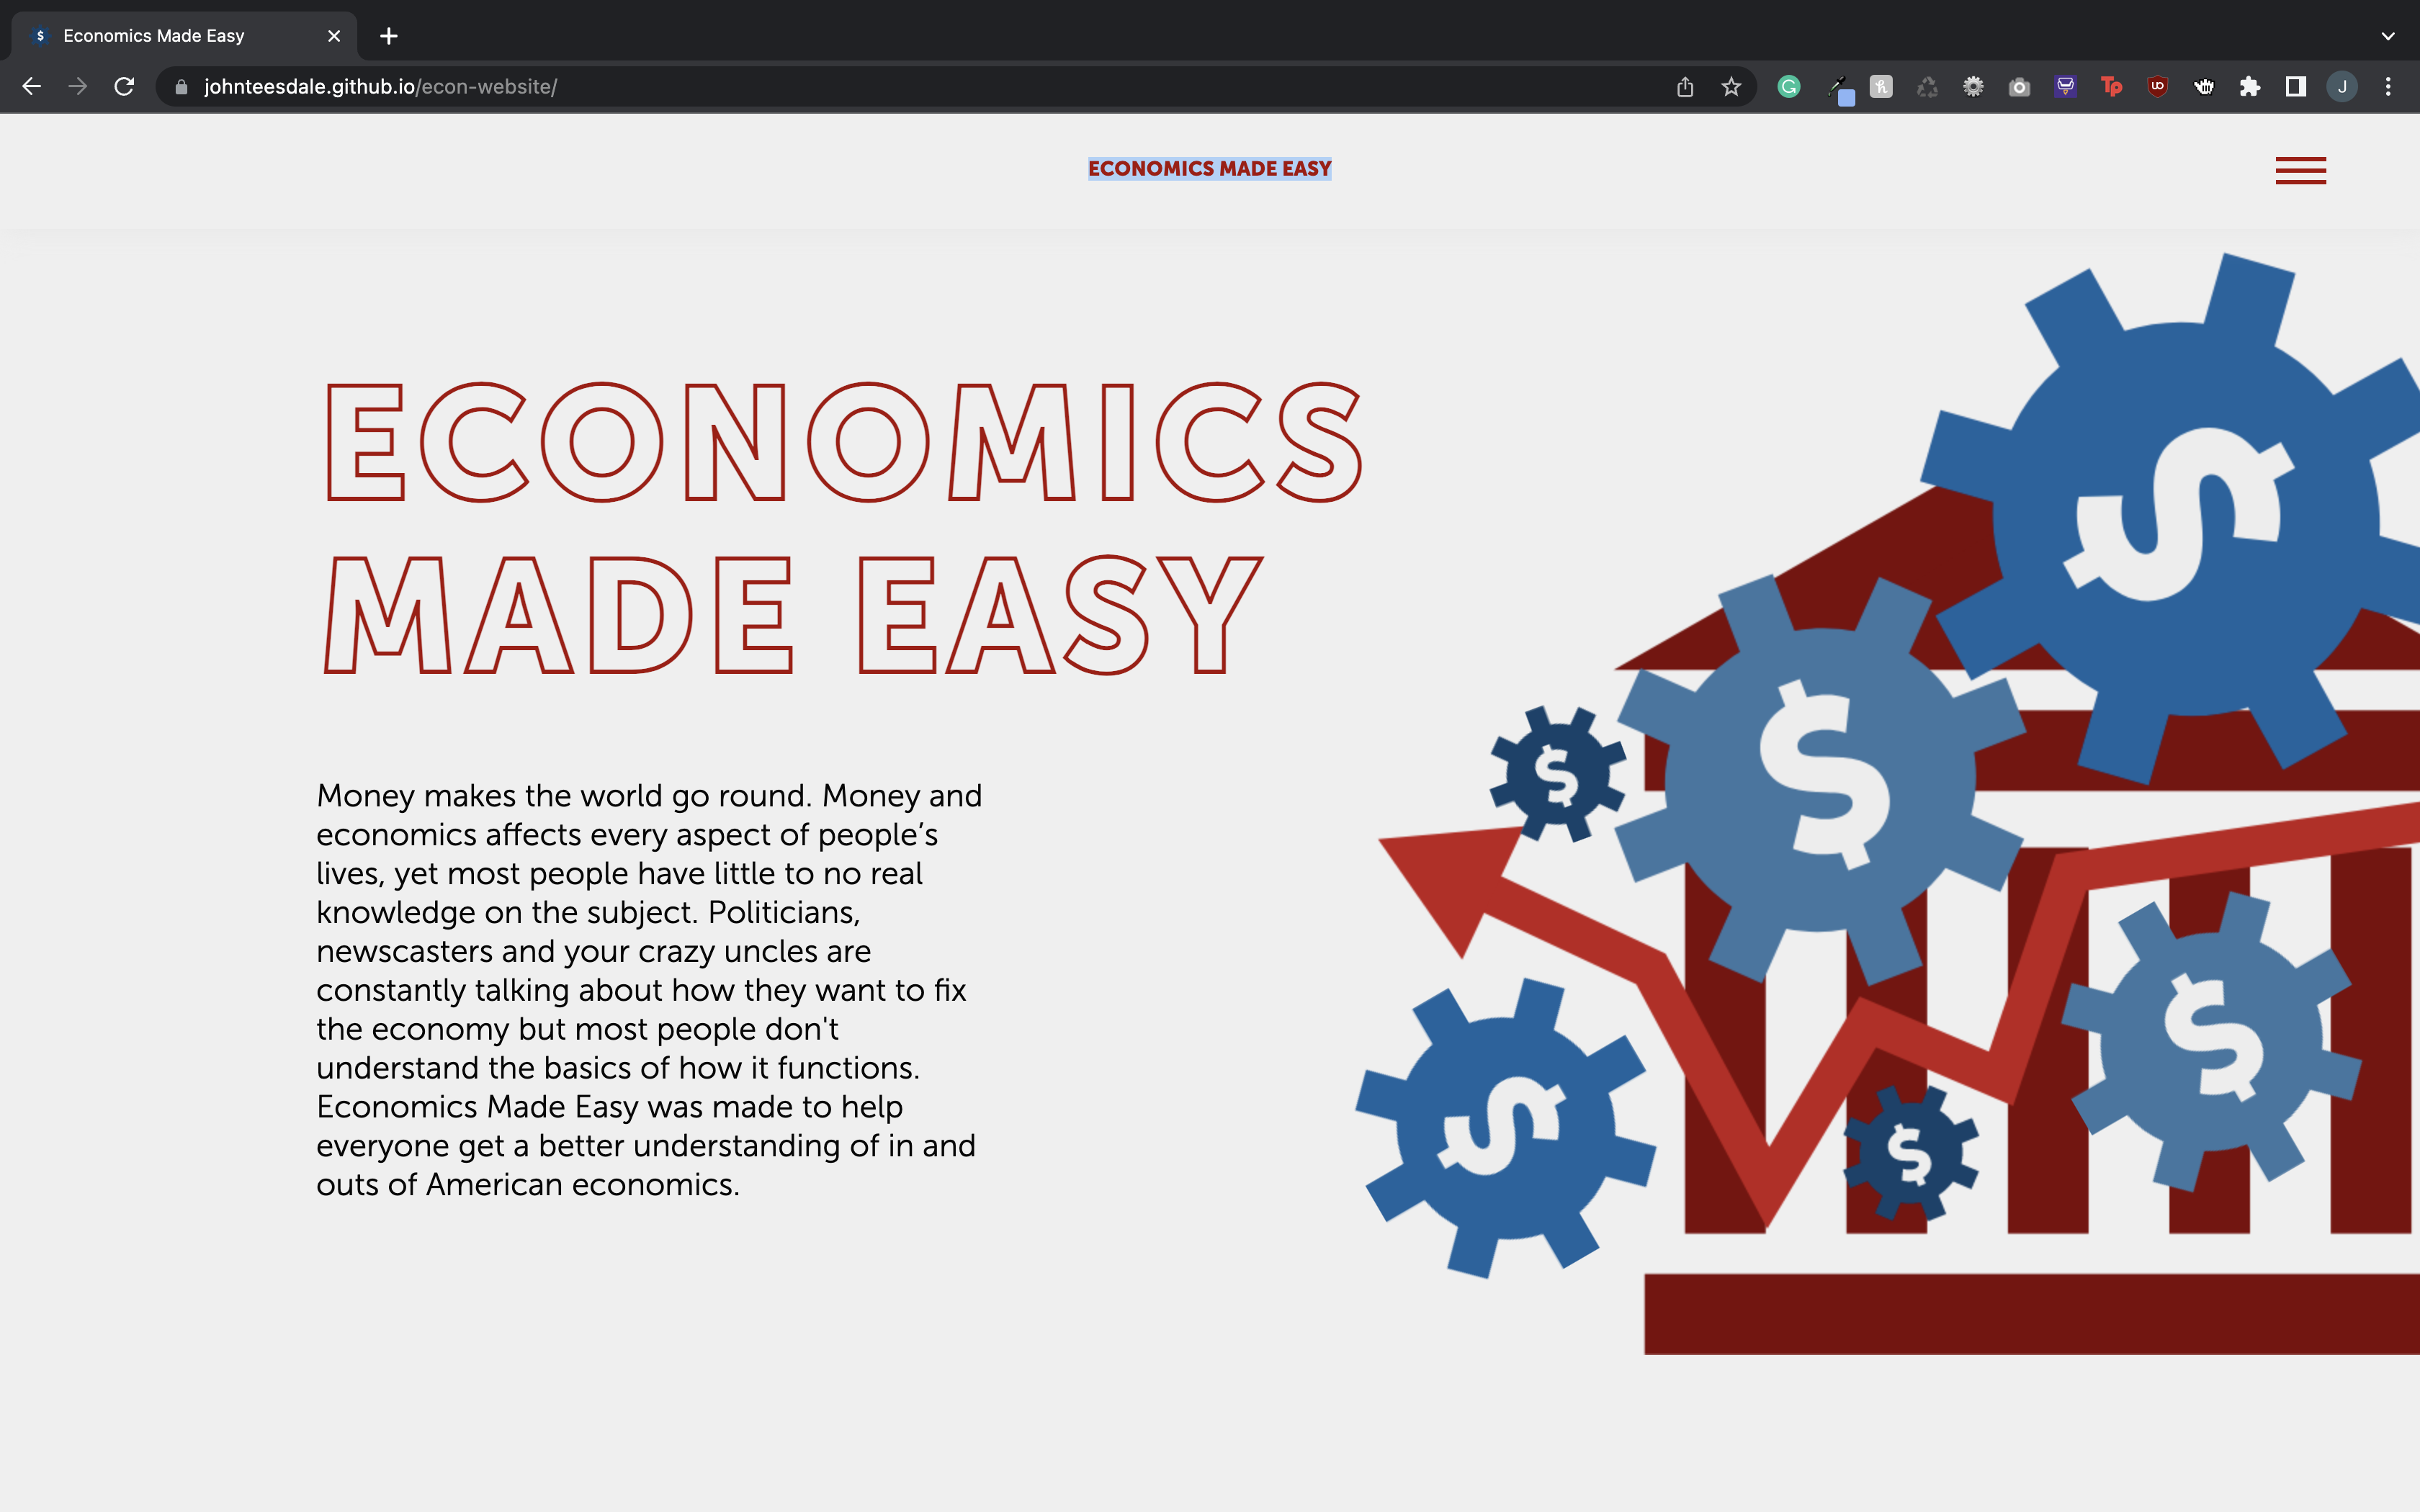 Economics Made Easy
johnteesdale.github.io/econ-website/
J
ECONOMICS MADE EASY
ECONOMICS
MADE EASY
Money makes the world go round. Money and
economics affects every aspect of people’s
lives, yet most people have little to no real
knowledge on the subject. Politicians,
newscasters and your crazy uncles are
constantly talking about how they want to fix
the economy but most people don't
understand the basics of how it functions.
Economics Made Easy was made to help
everyone get a better understanding of in and
outs of American economics.
$
$
$
$
$
$